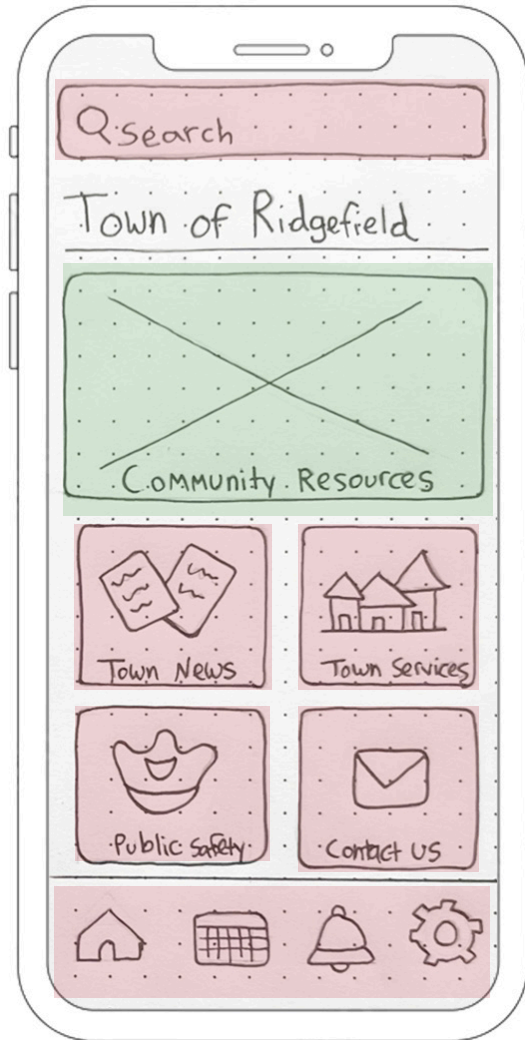 Search
Town of Ridgefield
Community Resources
Town News
Town Services
Public Safety
Contact US